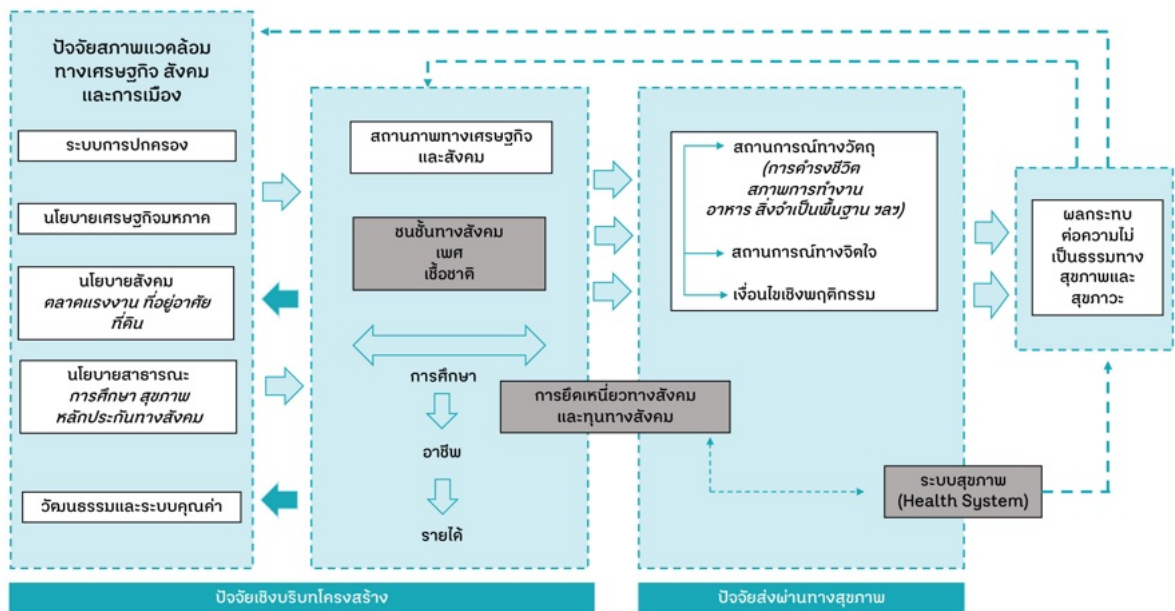 ปัจจัยสภาพแวดล้อม
ทางเศรษฐกิจ สังคม
และการเมือง
ระบบการปกครอง
นโยบายเศรษฐกิจมหภาค
นโยบายสังคม
ตลาดแรงงาน ที่อยู่อาศัย
ที่ดิน
นโยบายสาธารณะ
การศึกษา สุขภาพ
หลักประกันทางสังคม
วัฒนธรรมและระบบคุณค่า
สถานภาพทางเศรษฐกิจ
และสังคม
ชนชั้นทางสังคม
เพศ
เชื้อชาติ
การศึกษา
อาชีพ
รายได้
การยึดเหนี่ยวทางสังคม
และทุนทางสังคม
สถานการณ์ทางวัตถุ
(การดำรงชีวิต
สภาพการทำงาน
อาหาร สิ่งจำเป็นพื้นฐาน ฯลฯ)
สถานการณ์ทางจิตใจ
เงื่อนไขเชิงพฤติกรรม
ระบบสุขภาพ
(Health System)
ผลกระทบ
ต่อความไม่
เป็นธรรมทาง
สุขภาพและ
สุขภาวะ
ปัจจัยเชิงบริบทโครงสร้าง
ปัจจัยส่งผ่านทางสุขภาพ